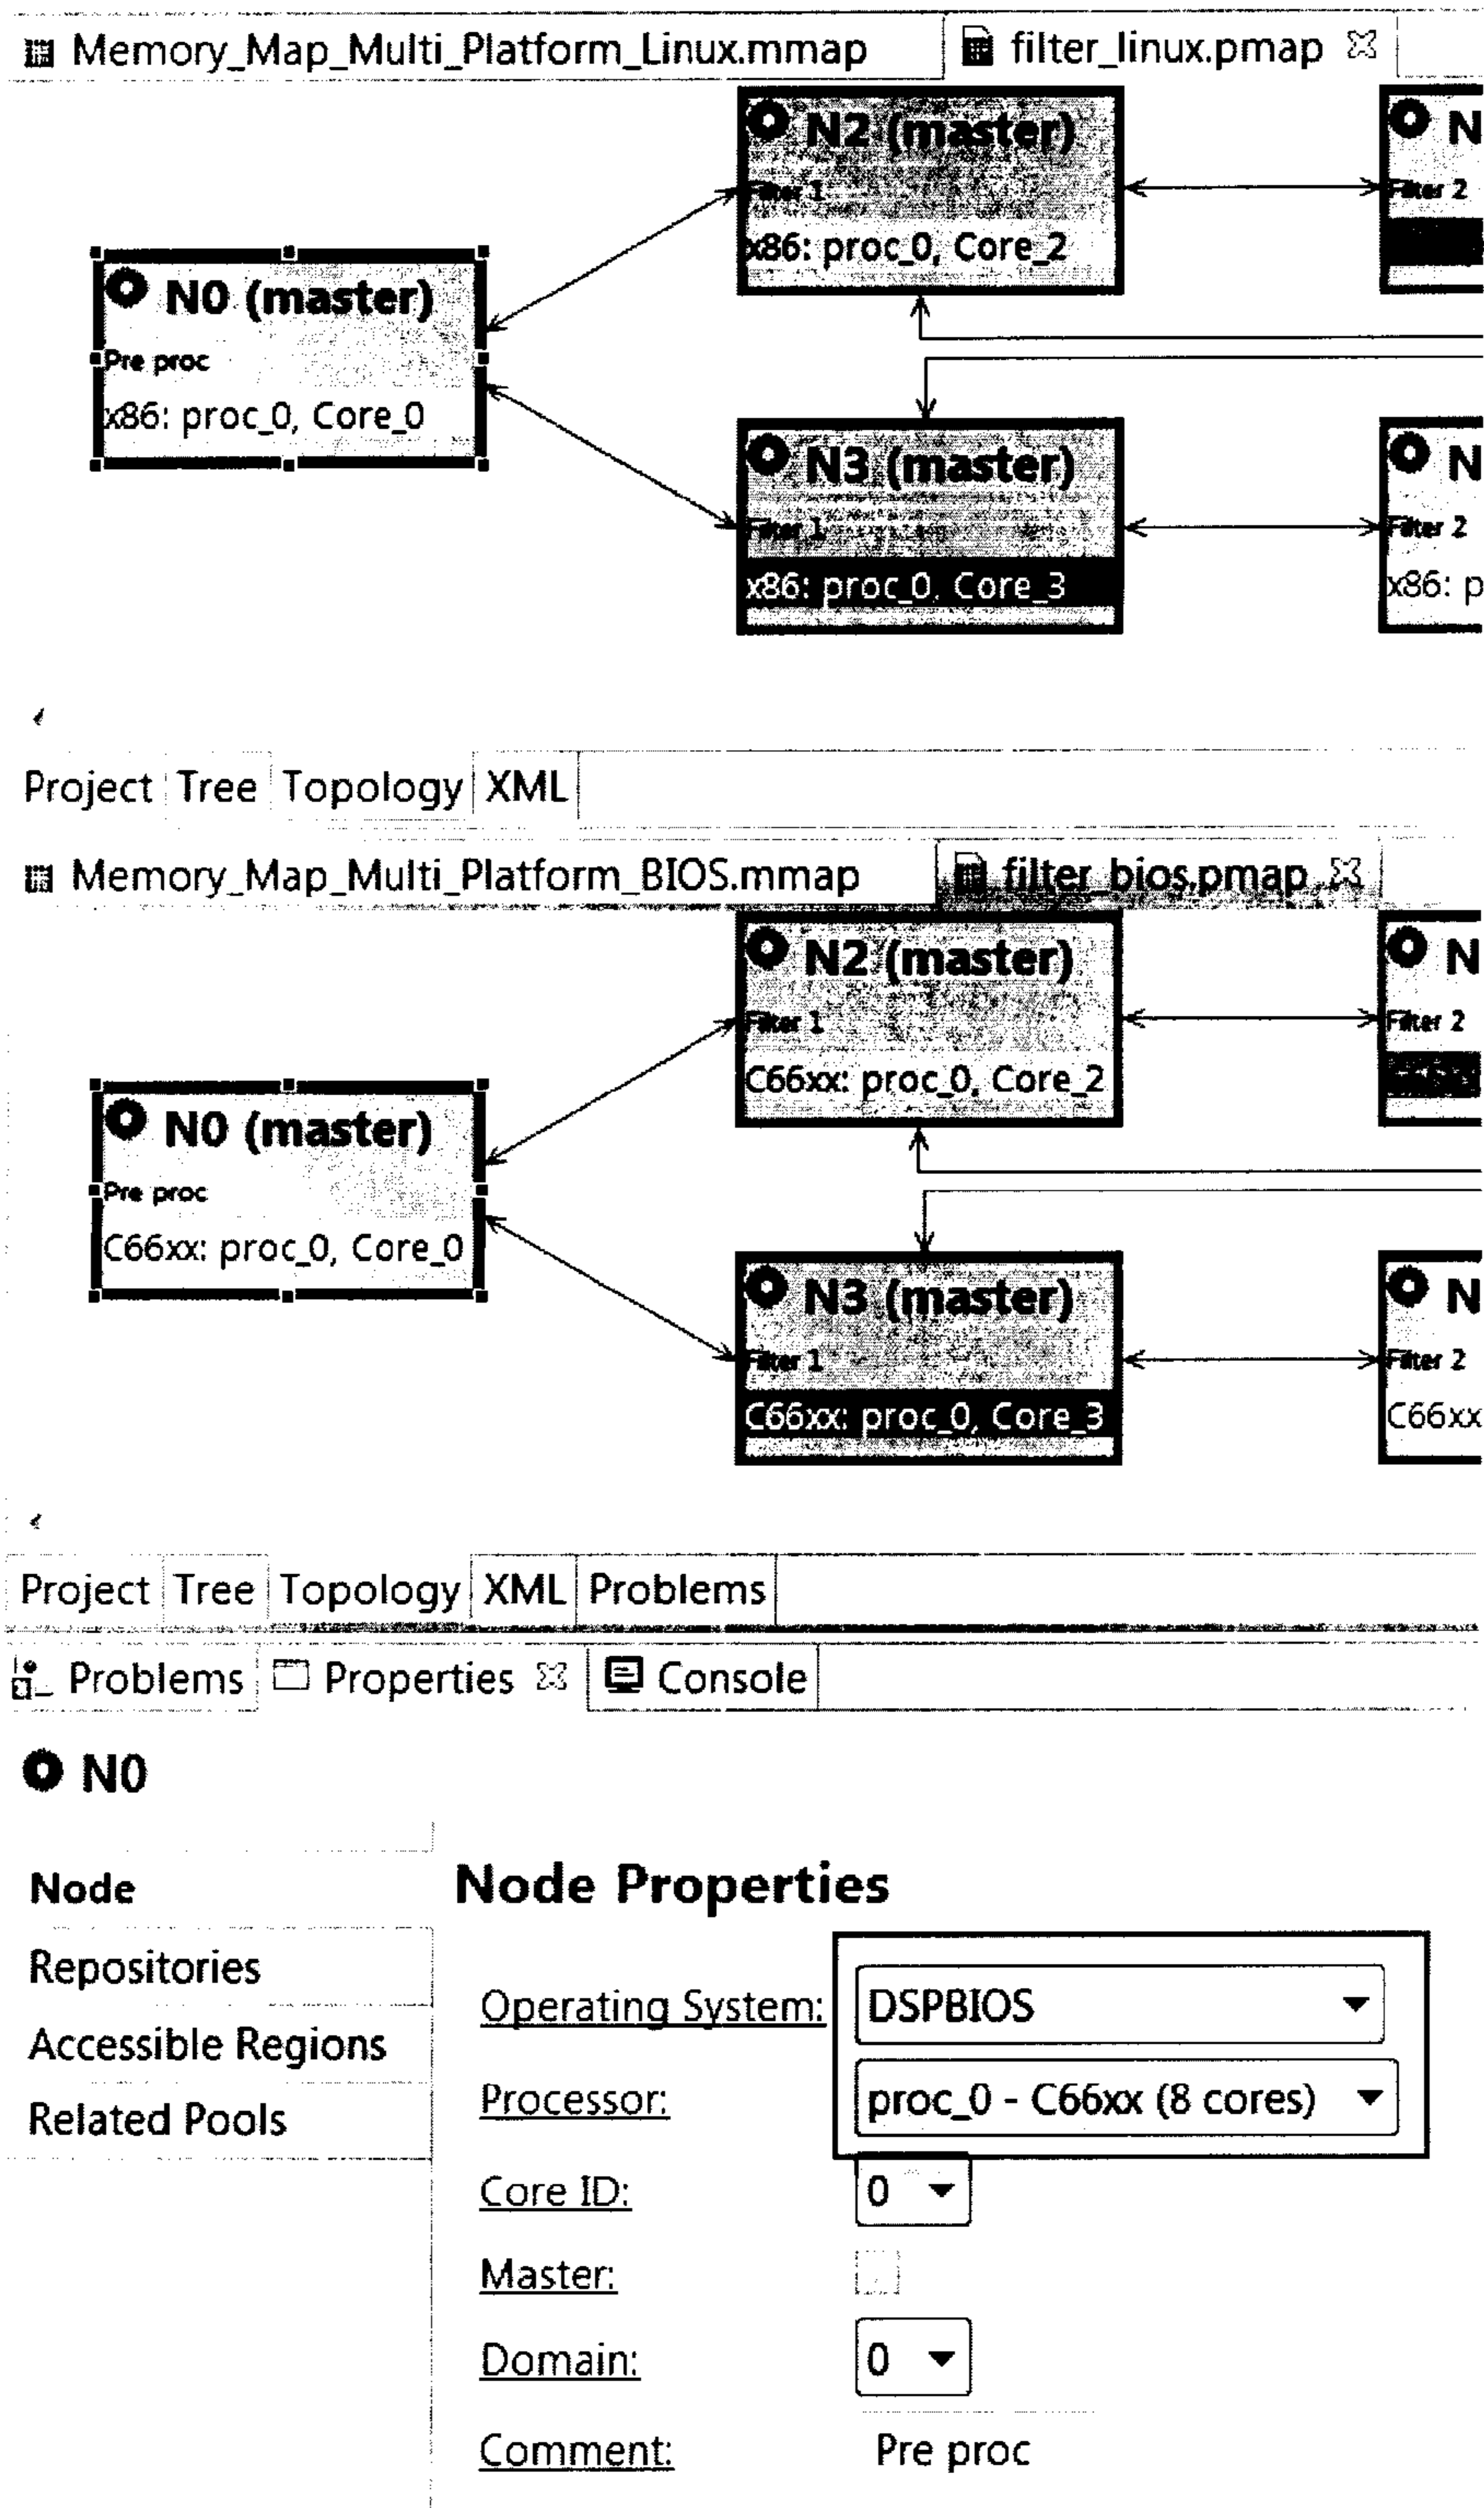 Memory_Map_Multi_Platform_Linux.mmap filter_linux.pmap
N2 (master)
Filter 1
x86: proc_0, Core_2
N
Filter 2
N0 (master)
Pre proc
x86: proc_0, Core_0
N3 (master)
Filter 1
x86: proc_0, Core_3
N
Filter 2
x86: p
Project Tree Topology XML
Memory_Map_Multi_Platform_BIOS.mmap filter_bios.pmap
N2 (master)
Filter 1
C66xx: proc_0, Core_2
N
Filter 2
N0 (master)
Pre proc
C66xx: proc_0, Core_0
N3 (master)
Filter 1
C66xx: proc_0, Core_3
N
Filter 2
C66xx
Project Tree Topology XML Problems
Problems Properties Console
N0
Node
Repositories
Accessible Regions
Related Pools
Node Properties
Operating System: DSPBIOS
Processor: proc_0 - C66xx (8 cores)
Core ID: 0
Master:
Domain: 0
Comment: Pre proc